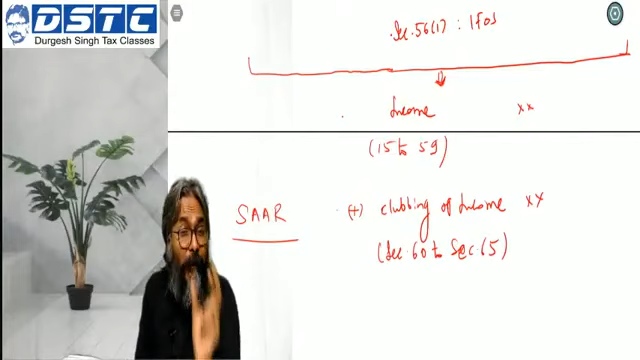 DSTC
Durgesh Singh Tax Classes
Sec. 56(1) : IFOS
Income xx
(15 to 59)
SAAR (+) Clubbing of Income xx
(Sec. 60 to Sec. 65)